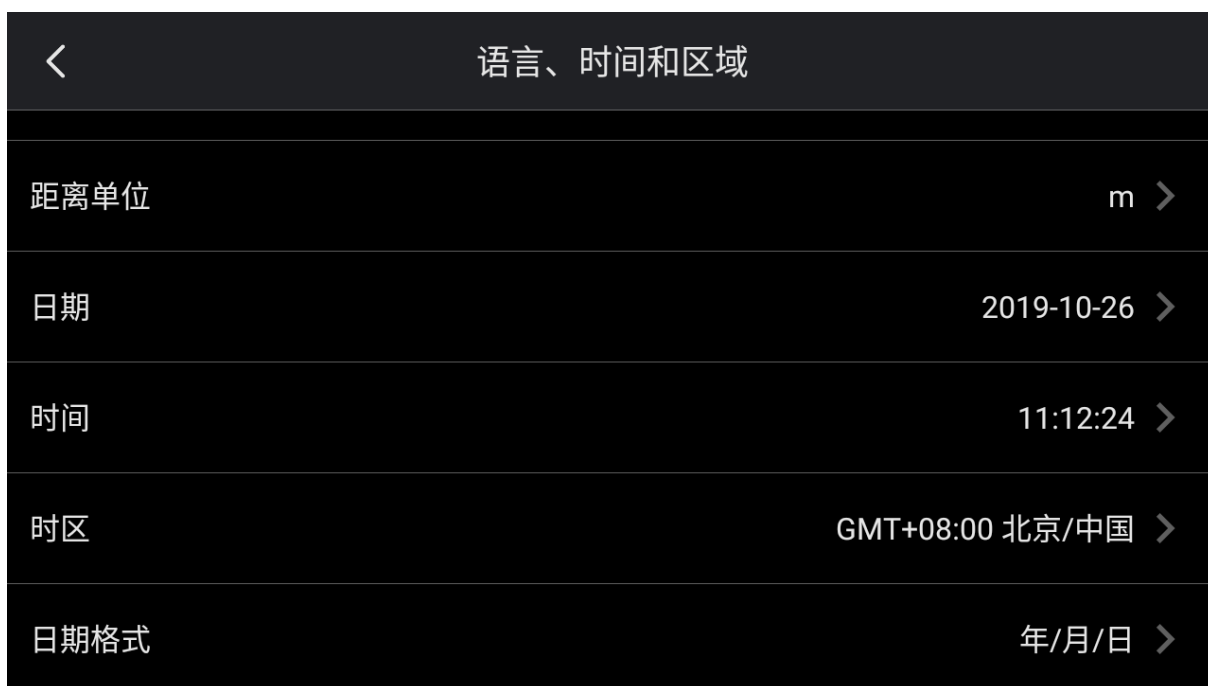 语言、时间和区域
距离单位 m
日期 2019-10-26
时间 11:12:24
时区 GMT+08:00 北京/中国
日期格式 年/月/日